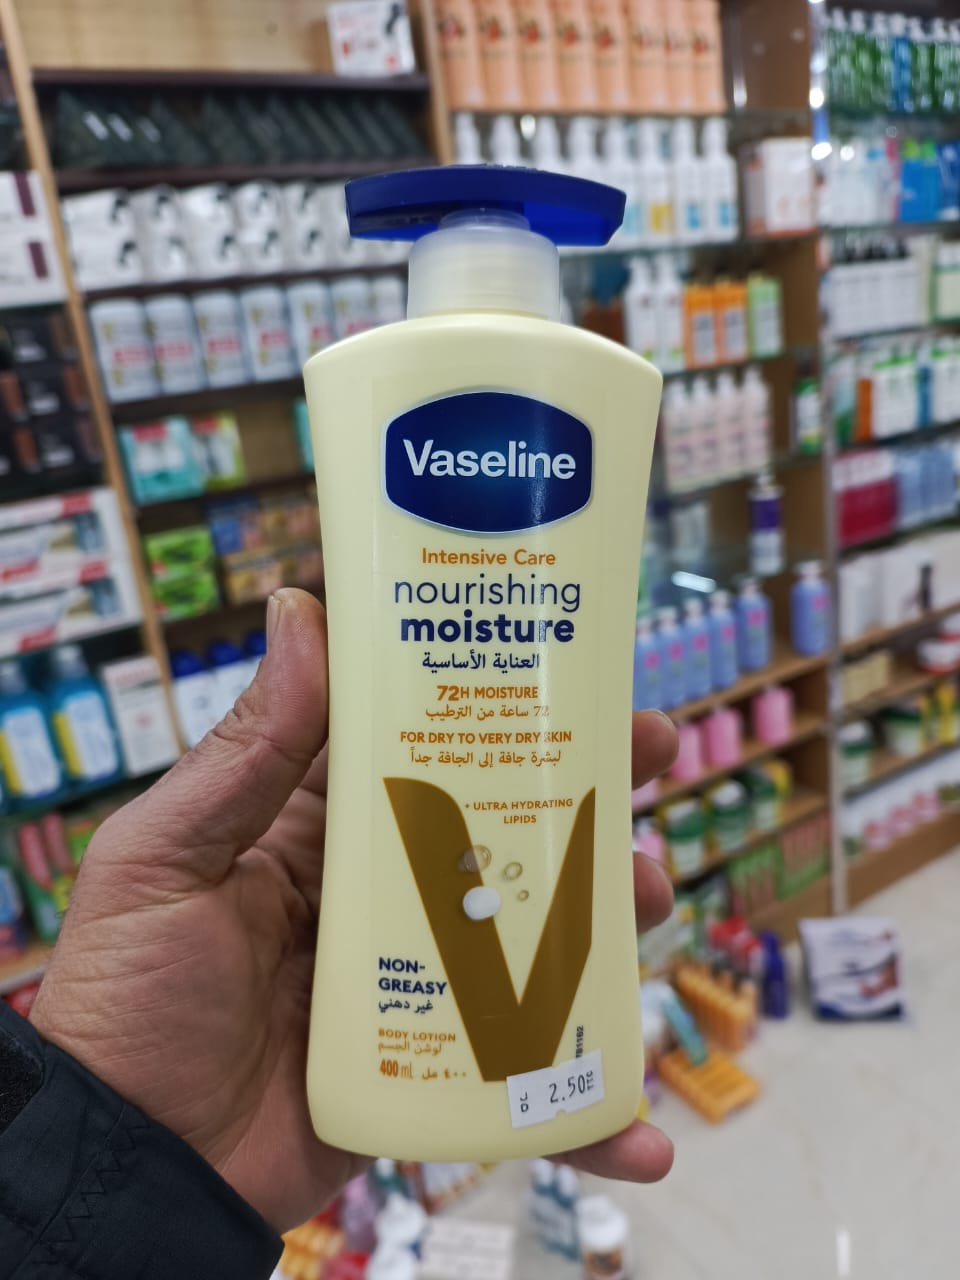 Vaseline
Intensive Care
nourishing
moisture
العناية الأساسية
72H MOISTURE
72 ساعة من الترطيب
FOR DRY TO VERY DRY SKIN
لبشرة جافة إلى الجافة جداً
+ ULTRA HYDRATING
LIPIDS
NON-
GREASY
غير دهني
BODY LOTION
لوشن الجسم
400 mL ٤٠٠ مل
JD 2.50 TTC